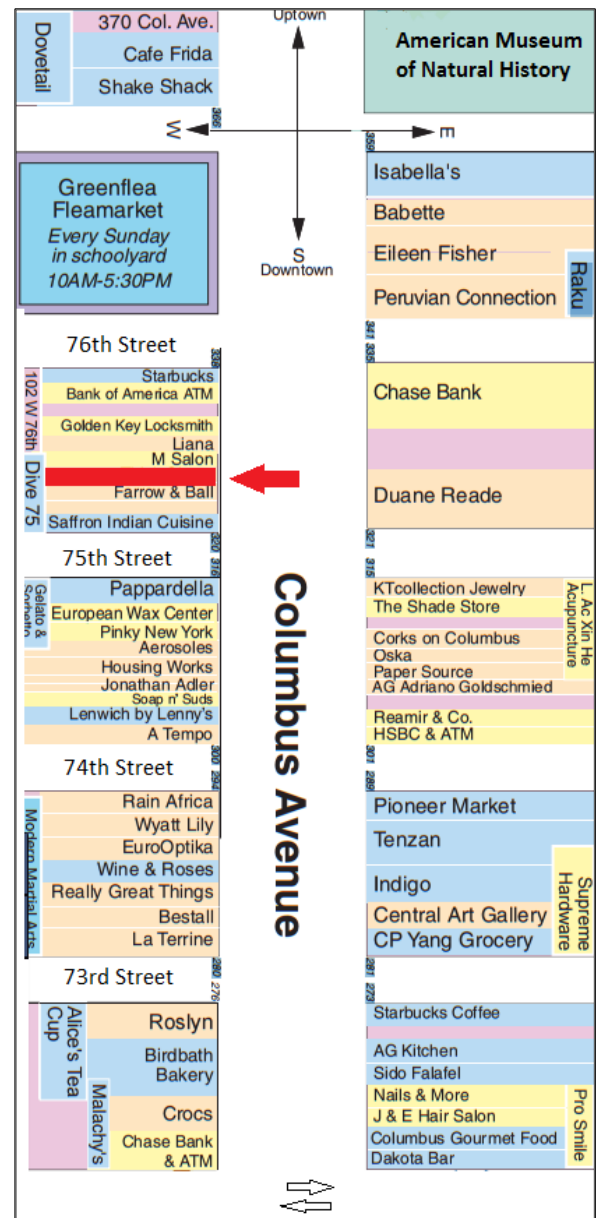 Uptown
370 Col. Ave.
Cafe Frida
Shake Shack
Dovetail
366
American Museum
of Natural History
W
E
S
Downtown
359
Greenflea
Fleamarket
Every Sunday
in schoolyard
10AM-5:30PM
Isabella's
Babette
Eileen Fisher
Peruvian Connection
Raku
341
335
76th Street
338
Starbucks
Bank of America ATM
Golden Key Locksmith
Liana
M Salon
Farrow & Ball
Saffron Indian Cuisine
102 W 76th
Dive 75
320
316
Chase Bank
Duane Reade
321
315
75th Street
Pappardella
European Wax Center
Pinky New York
Aerosoles
Housing Works
Jonathan Adler
Soap n' Suds
Lenwich by Lenny's
A Tempo
Gelato &
Sorbetto
300
294
Columbus Avenue
KTcollection Jewelry
The Shade Store
Corks on Columbus
Oska
Paper Source
AG Adriano Goldschmied
Reamir & Co.
HSBC & ATM
L. Ac Xin He
Acupuncture
301
289
74th Street
Rain Africa
Wyatt Lily
EuroOptika
Wine & Roses
Really Great Things
Bestall
La Terrine
Modern Martial Arts
280
276
Pioneer Market
Tenzan
Indigo
Central Art Gallery
CP Yang Grocery
Supreme
Hardware
281
273
73rd Street
Roslyn
Birdbath
Bakery
Crocs
Chase Bank
& ATM
Alice's Tea
Cup
Malachy's
Starbucks Coffee
AG Kitchen
Sido Falafel
Nails & More
J & E Hair Salon
Columbus Gourmet Food
Dakota Bar
Pro Smile